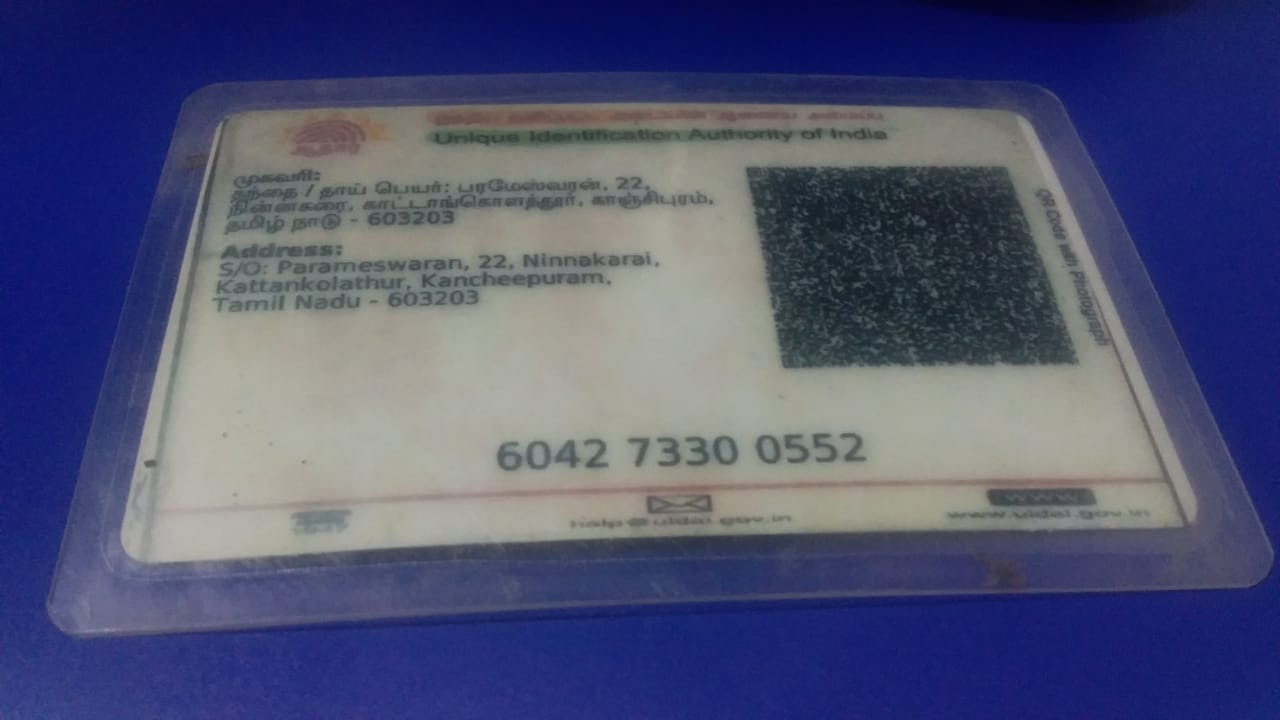 Unique Identification Authority of India
முகவரி:
தந்தை / தாய் பெயர்: பரமேஸ்வரன், 22,
நின்னகரை, காட்டாங்கொளத்தூர், காஞ்சிபுரம்,
தமிழ் நாடு - 603203
Address:
S/O: Parameswaran, 22, Ninnakarai,
Kattankolathur, Kancheepuram,
Tamil Nadu - 603203
QR Code with Photograph
6042 7330 0552
help@uidai.gov.in
www
www.uidai.gov.in